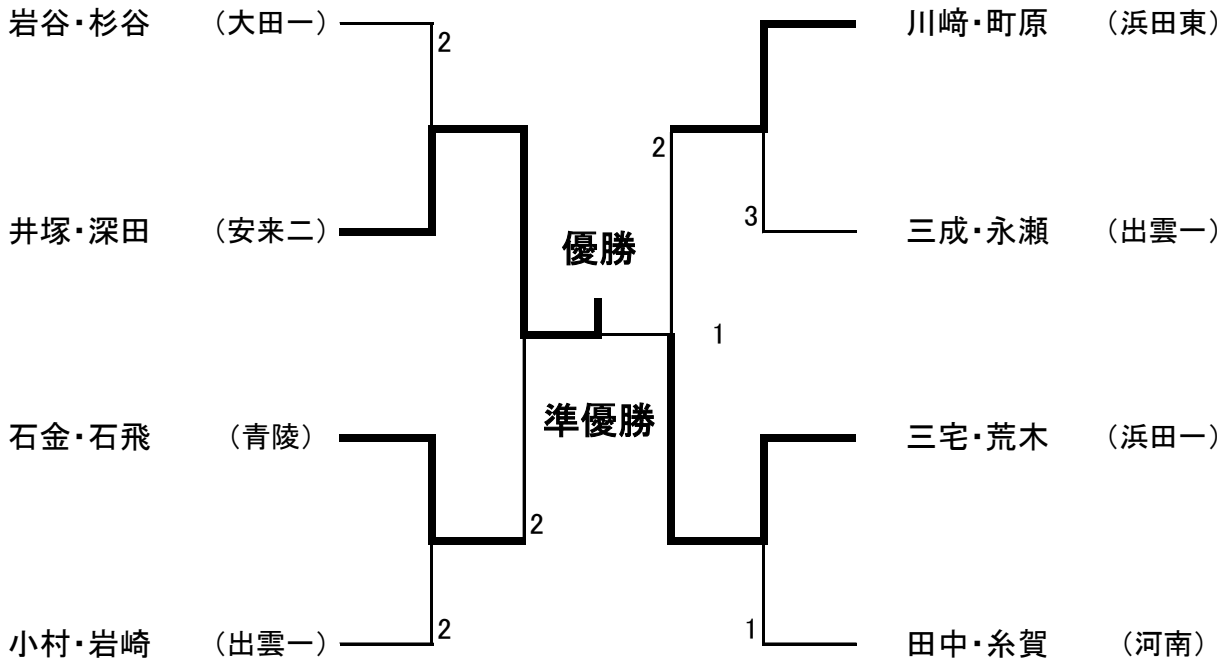 岩谷・杉谷 （大田一） 2 川﨑・町原 （浜田東）
2
井塚・深田 （安来二） 3 三成・永瀬 （出雲一）
優勝
1
準優勝
石金・石飛 （青陵） 三宅・荒木 （浜田一）
2
小村・岩崎 （出雲一） 2 1 田中・糸賀 （河南）